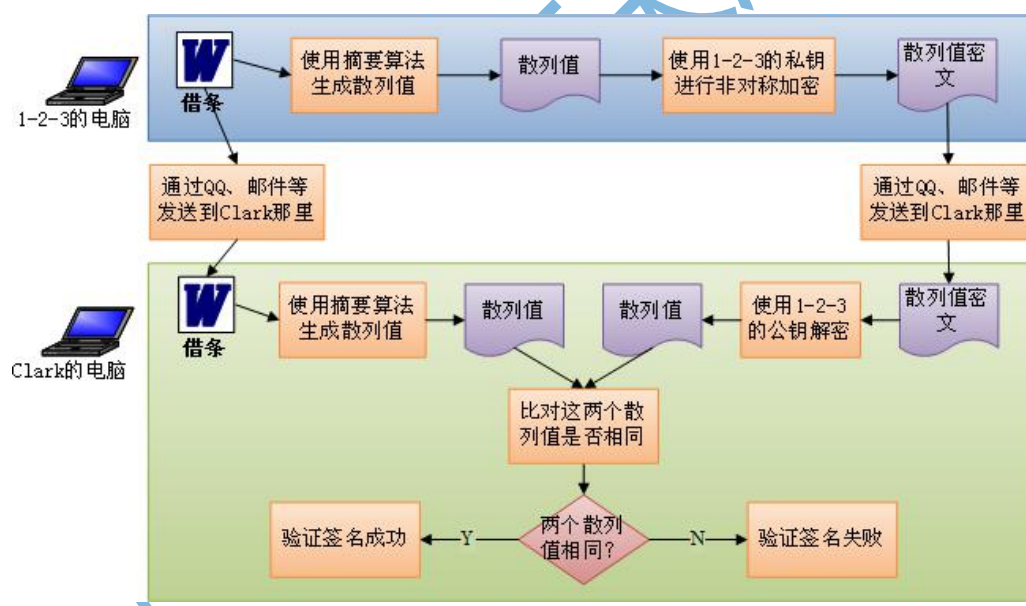 W
借条
使用摘要算法
生成散列值
散列值
使用1-2-3的私钥
进行非对称加密
散列值密
文
1-2-3的电脑
通过QQ、邮件等
发送到Clark那里
通过QQ、邮件等
发送到Clark那里
W
借条
使用摘要算法
生成散列值
散列值
散列值
使用1-2-3
的公钥解密
散列值密
文
Clark的电脑
比对这两个散
列值是否相同
两个散列
值相同?
Y
N
验证签名成功
验证签名失败